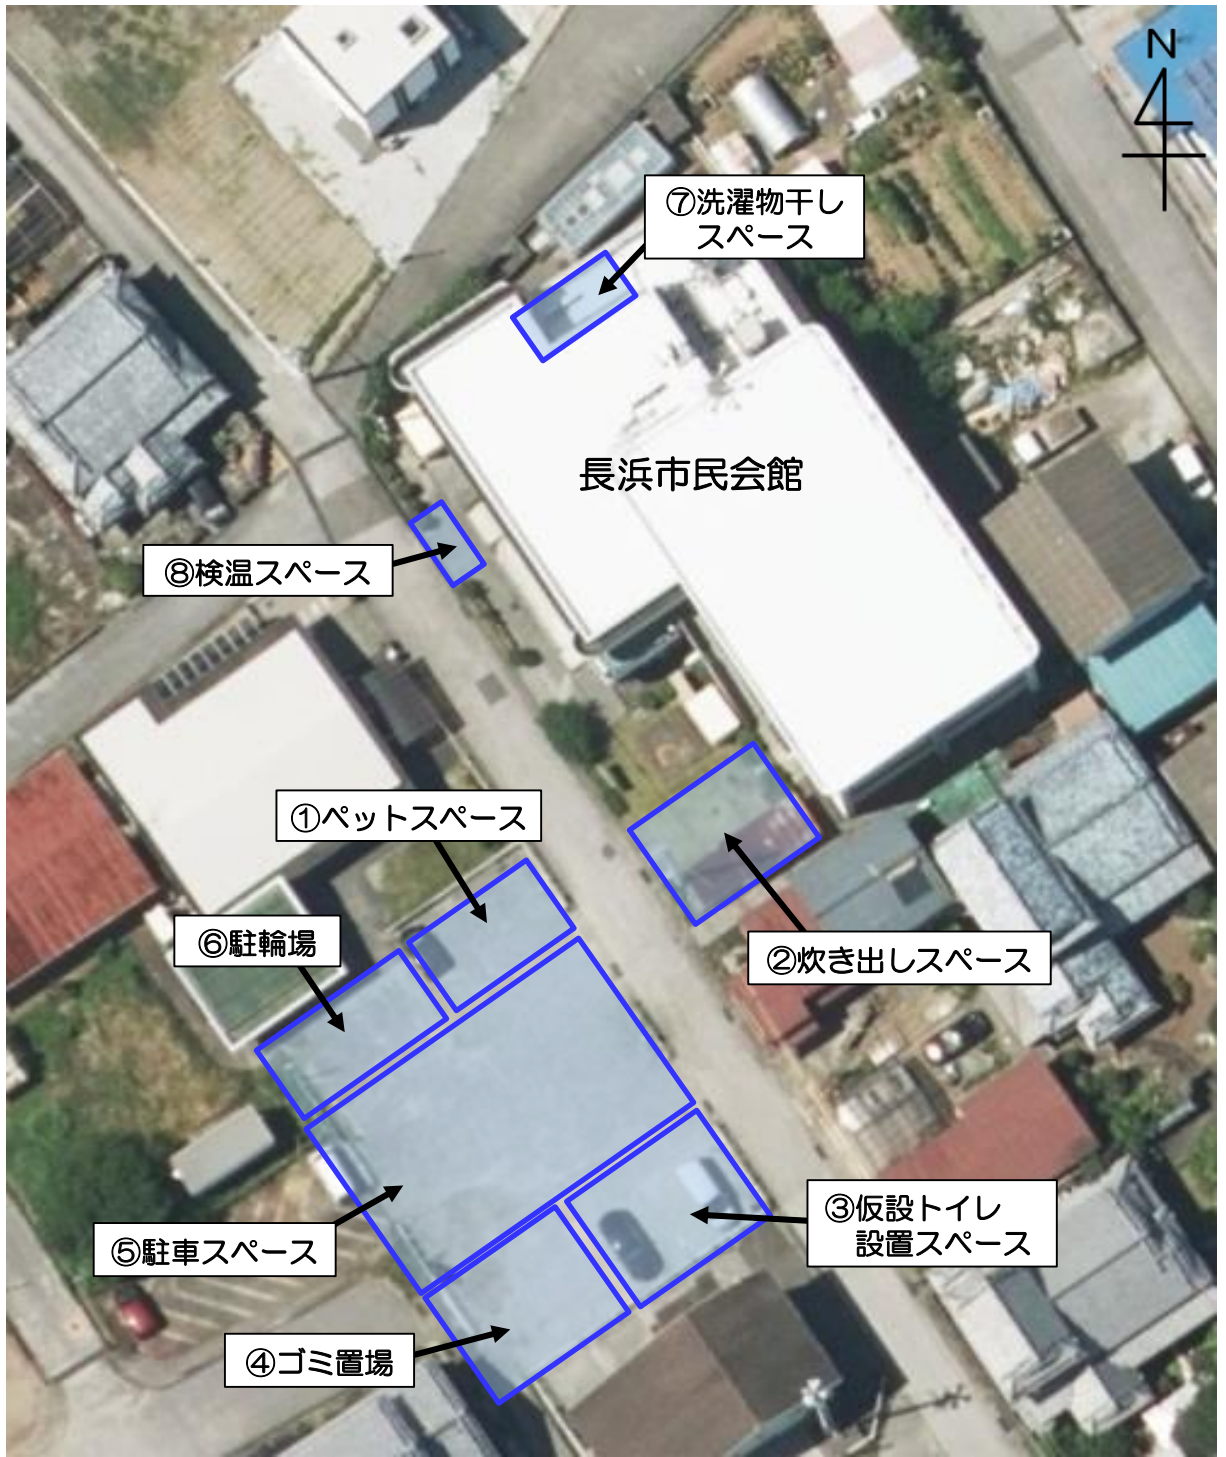 N
⑦洗濯物干し
スペース
長浜市民会館
⑧検温スペース
①ペットスペース
⑥駐輪場
②炊き出しスペース
③仮設トイレ
設置スペース
⑤駐車スペース
④ゴミ置場